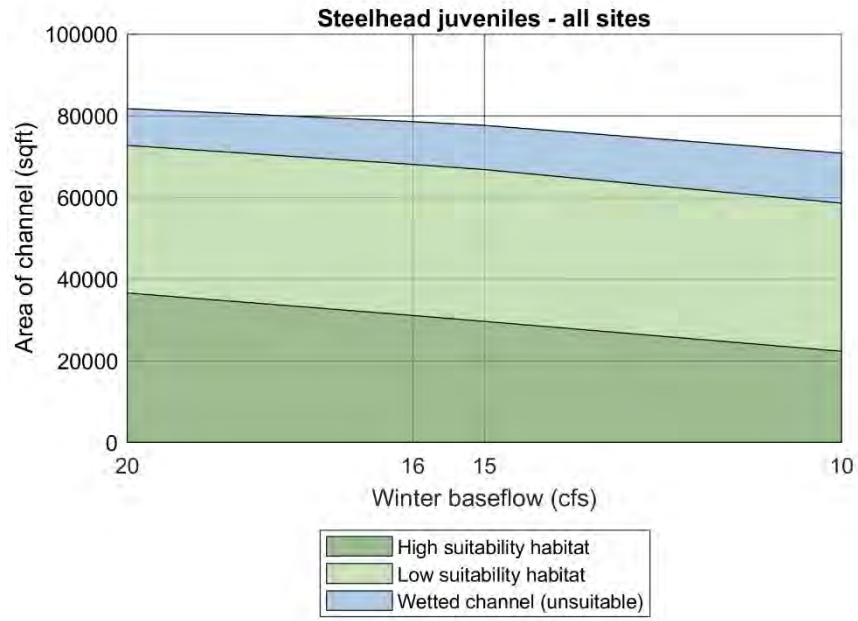 Steelhead juveniles - all sites
100000
80000
60000
40000
20000
0
Area of channel (sqft)
20
16
15
10
Winter baseflow (cfs)
High suitability habitat
Low suitability habitat
Wetted channel (unsuitable)